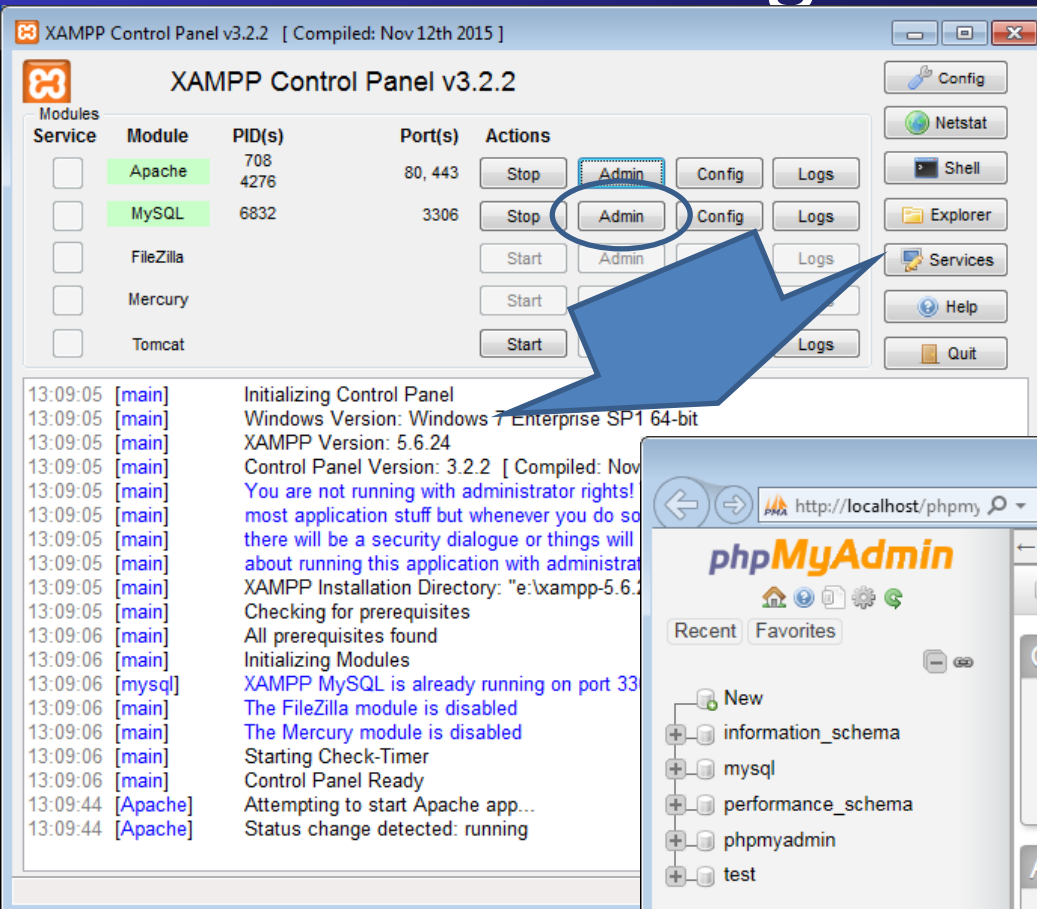 XAMPP Control Panel v3.2.2 [ Compiled: Nov 12th 2015 ]
XAMPP Control Panel v3.2.2
Config
Modules
Service Module PID(s) Port(s) Actions
Netstat
Apache 708 4276 80, 443 Stop Admin Config Logs
Shell
MySQL 6832 3306 Stop Admin Config Logs
Explorer
FileZilla Start Admin Logs
Services
Mercury Start
Help
Tomcat Start Logs
Quit
13:09:05 [main] Initializing Control Panel
13:09:05 [main] Windows Version: Windows 7 Enterprise SP1 64-bit
13:09:05 [main] XAMPP Version: 5.6.24
13:09:05 [main] Control Panel Version: 3.2.2 [ Compiled: Nov
13:09:05 [main] You are not running with administrator rights!
13:09:05 [main] most application stuff but whenever you do so
13:09:05 [main] there will be a security dialogue or things will
13:09:05 [main] about running this application with administrat
13:09:05 [main] XAMPP Installation Directory: "e:\xampp-5.6.2
13:09:05 [main] Checking for prerequisites
13:09:06 [main] All prerequisites found
13:09:06 [main] Initializing Modules
13:09:06 [mysql] XAMPP MySQL is already running on port 33
13:09:06 [main] The FileZilla module is disabled
13:09:06 [main] The Mercury module is disabled
13:09:06 [main] Starting Check-Timer
13:09:06 [main] Control Panel Ready
13:09:44 [Apache] Attempting to start Apache app...
13:09:44 [Apache] Status change detected: running
PMA http://localhost/phpmy
phpMyAdmin
Recent Favorites
New
information_schema
mysql
performance_schema
phpmyadmin
test